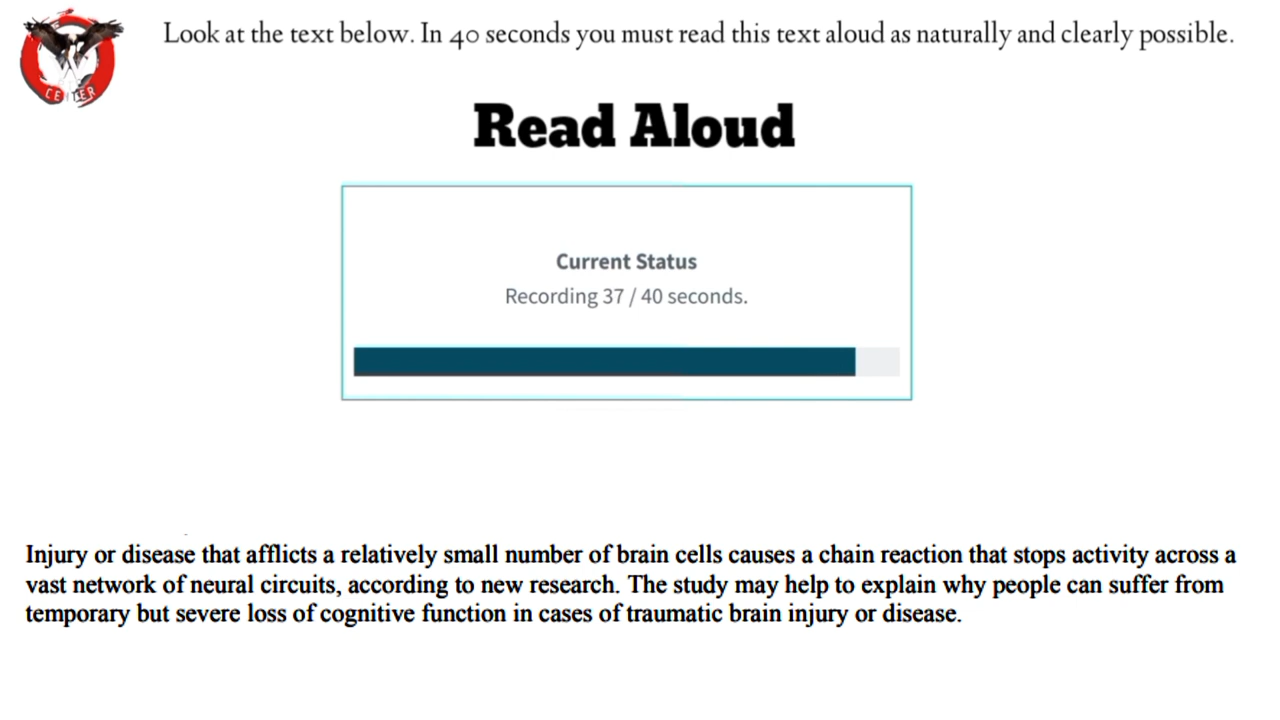 Look at the text below. In 40 seconds you must read this text aloud as naturally and clearly possible.
CENTER
Read Aloud
Current Status
Recording 37 / 40 seconds.
Injury or disease that afflicts a relatively small number of brain cells causes a chain reaction that stops activity across a
vast network of neural circuits, according to new research. The study may help to explain why people can suffer from
temporary but severe loss of cognitive function in cases of traumatic brain injury or disease.